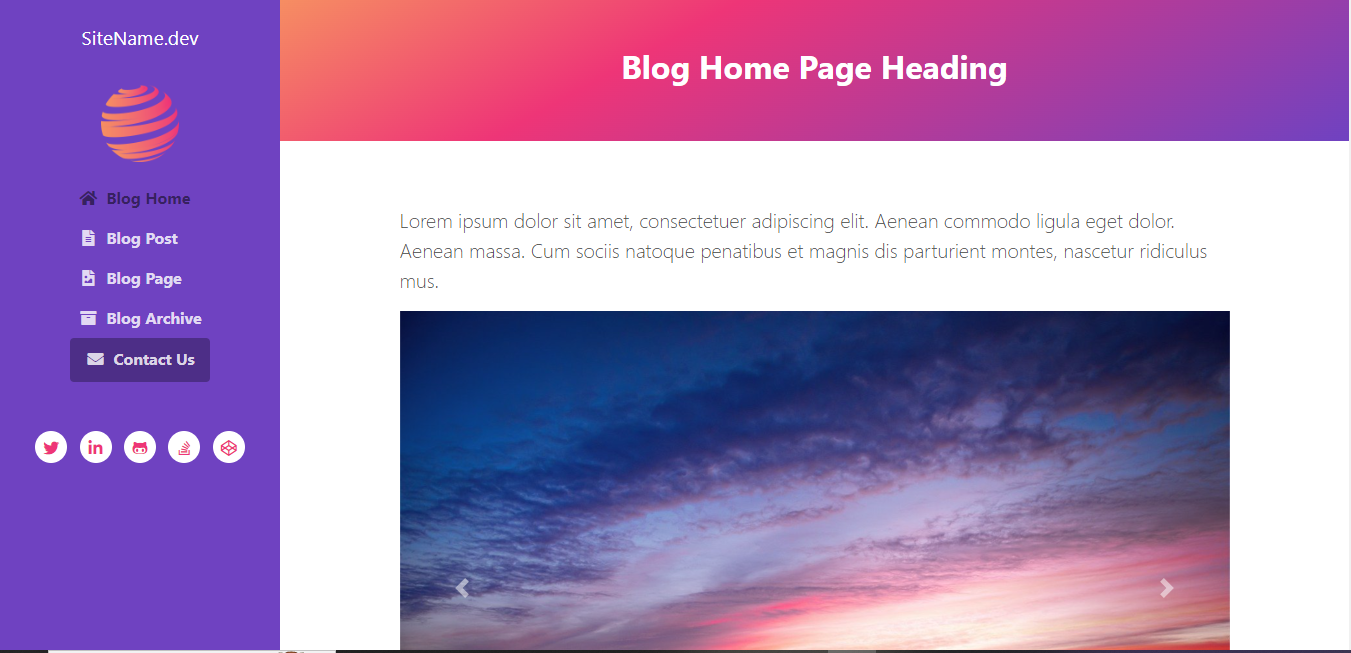 SiteName.dev
Blog Home
Blog Post
Blog Page
Blog Archive
Contact Us
Blog Home Page Heading
Lorem ipsum dolor sit amet, consectetuer adipiscing elit. Aenean commodo ligula eget dolor.
Aenean massa. Cum sociis natoque penatibus et magnis dis parturient montes, nascetur ridiculus
mus.